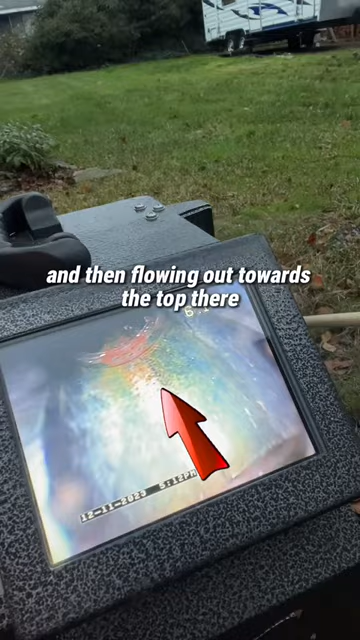 and then flowing out towards
the top there
12-11-2023 5:12PM